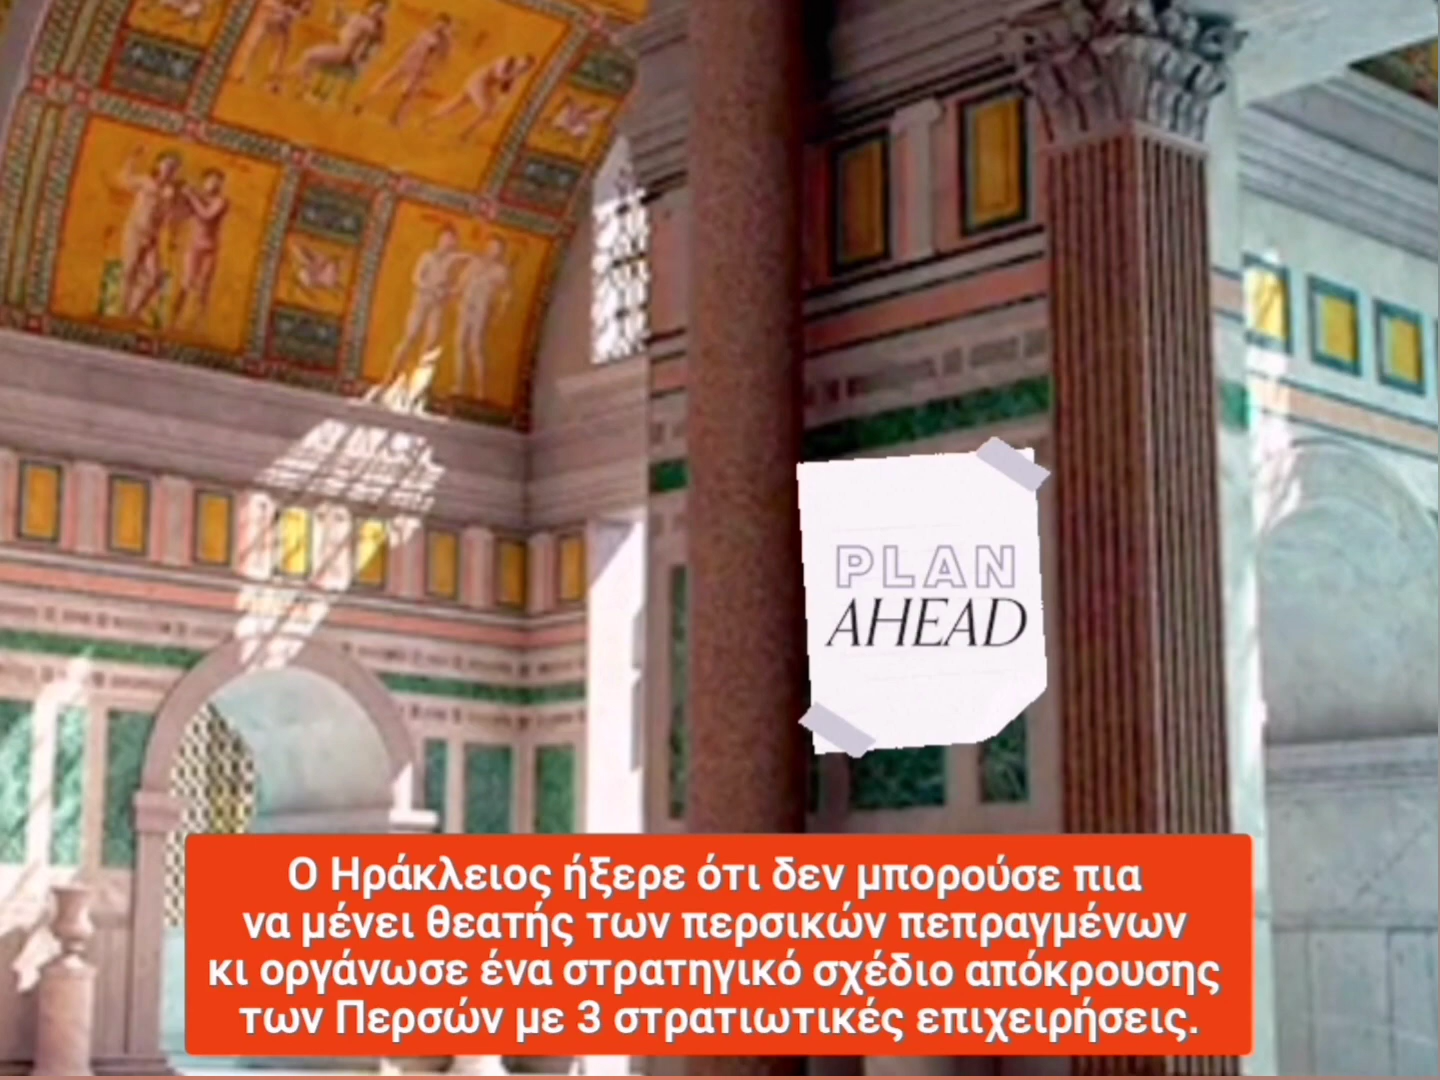 PLAN
AHEAD
Ο Ηράκλειος ήξερε ότι δεν μπορούσε πια
να μένει θεατής των περσικών πεπραγμένων
κι οργάνωσε ένα στρατηγικό σχέδιο απόκρουσης
των Περσών με 3 στρατιωτικές επιχειρήσεις.